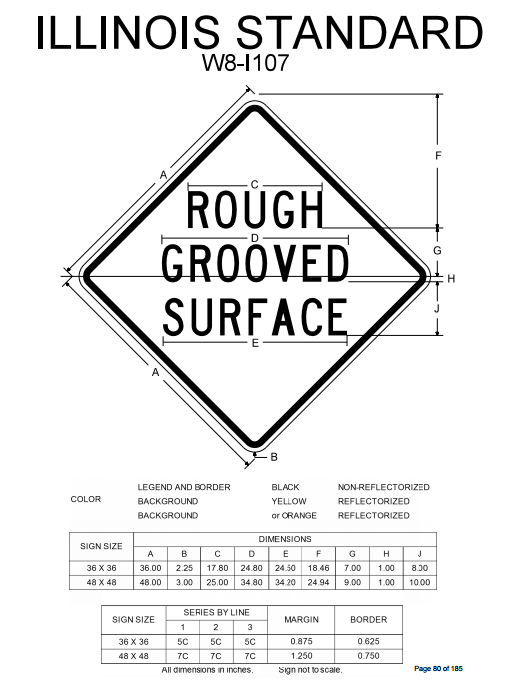 ILLINOIS STANDARD
W8-I107
A
F
C
ROUGH
D
G
GROOVED
H
SURFACE
J
E
A
B
LEGEND AND BORDER BLACK NON-REFLECTORIZED
COLOR BACKGROUND YELLOW REFLECTORIZED
BACKGROUND or ORANGE REFLECTORIZED
SIGN SIZE DIMENSIONS
A B C D E F G H J
36 X 36 36.00 2.25 17.80 24.80 24.50 18.46 7.00 1.00 8.00
48 X 48 48.00 3.00 25.00 34.80 34.20 24.94 9.00 1.00 10.00
SIGN SIZE SERIES BY LINE MARGIN BORDER
1 2 3
36 X 36 5C 5C 5C 0.875 0.625
48 X 48 7C 7C 7C 1.250 0.750
All dimensions in inches. Sign not to scale.
Page 80 of 185